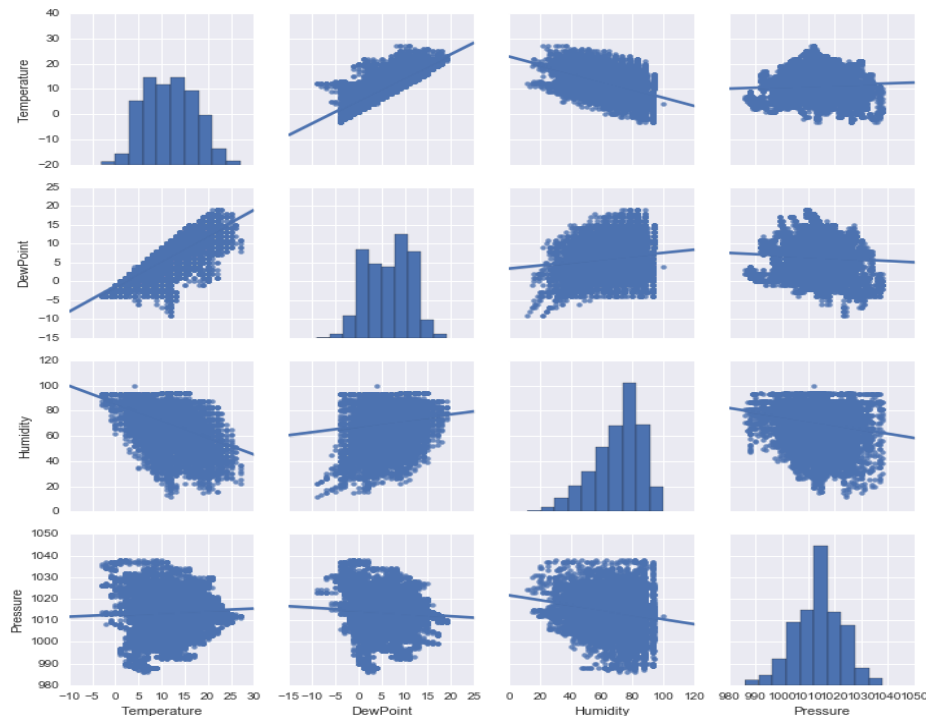 40
30
20
10
0
−10
−20
Temperature
25
20
15
10
5
0
−5
−10
−15
DewPoint
120
100
80
60
40
20
0
Humidity
1050
1040
1030
1020
1010
1000
990
980
Pressure
−10 −5 0 5 10 15 20 25 30
Temperature
−15 −10 −5 0 5 10 15 20 25
DewPoint
0 20 40 60 80 100 120
Humidity
980 990 1000 1010 1020 1030 1040 1050
Pressure